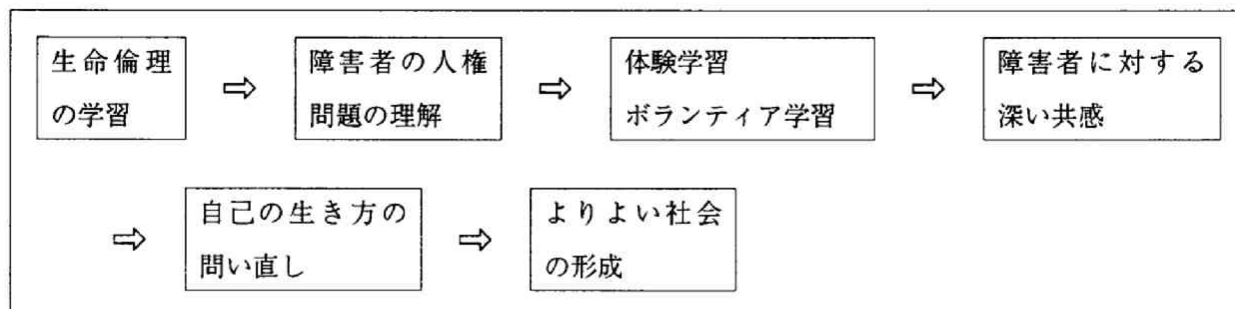 生命倫理
の学習
⇨
障害者の人権
問題の理解
⇨
体験学習
ボランティア学習
⇨
障害者に対する
深い共感
⇨
自己の生き方の
問い直し
⇨
よりよい社会
の形成